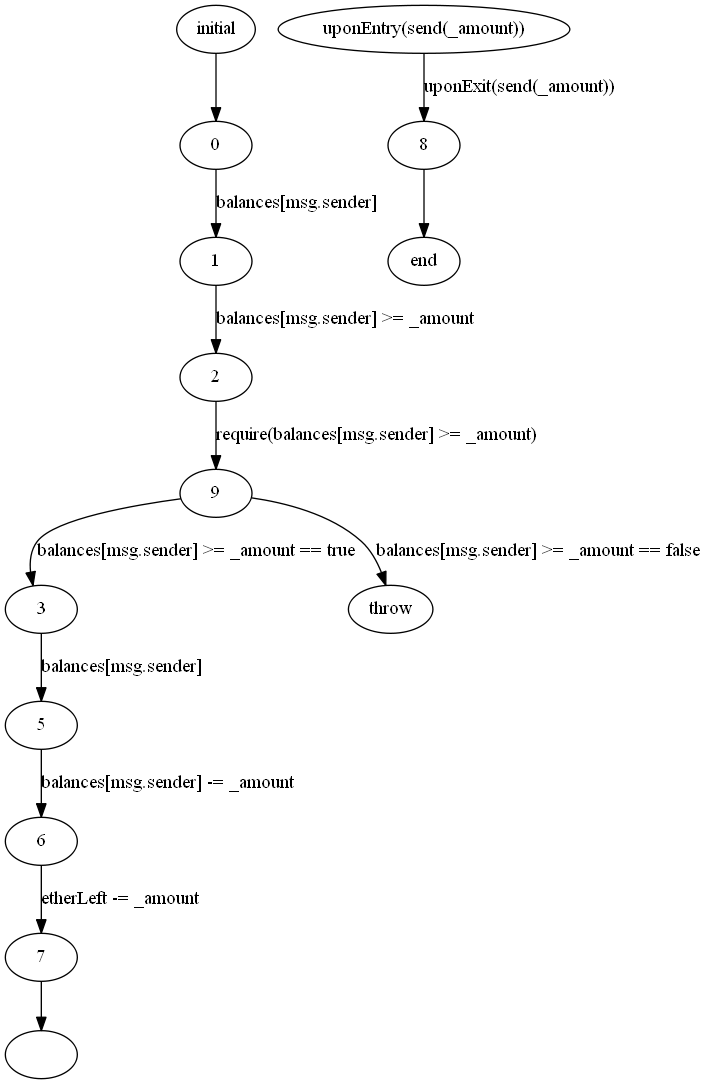 initial
uponEntry(send(_amount))
uponExit(send(_amount))
0
8
balances[msg.sender]
1
end
balances[msg.sender] >= _amount
2
require(balances[msg.sender] >= _amount)
9
balances[msg.sender] >= _amount == true
balances[msg.sender] >= _amount == false
3
throw
balances[msg.sender]
5
balances[msg.sender] -= _amount
6
etherLeft -= _amount
7